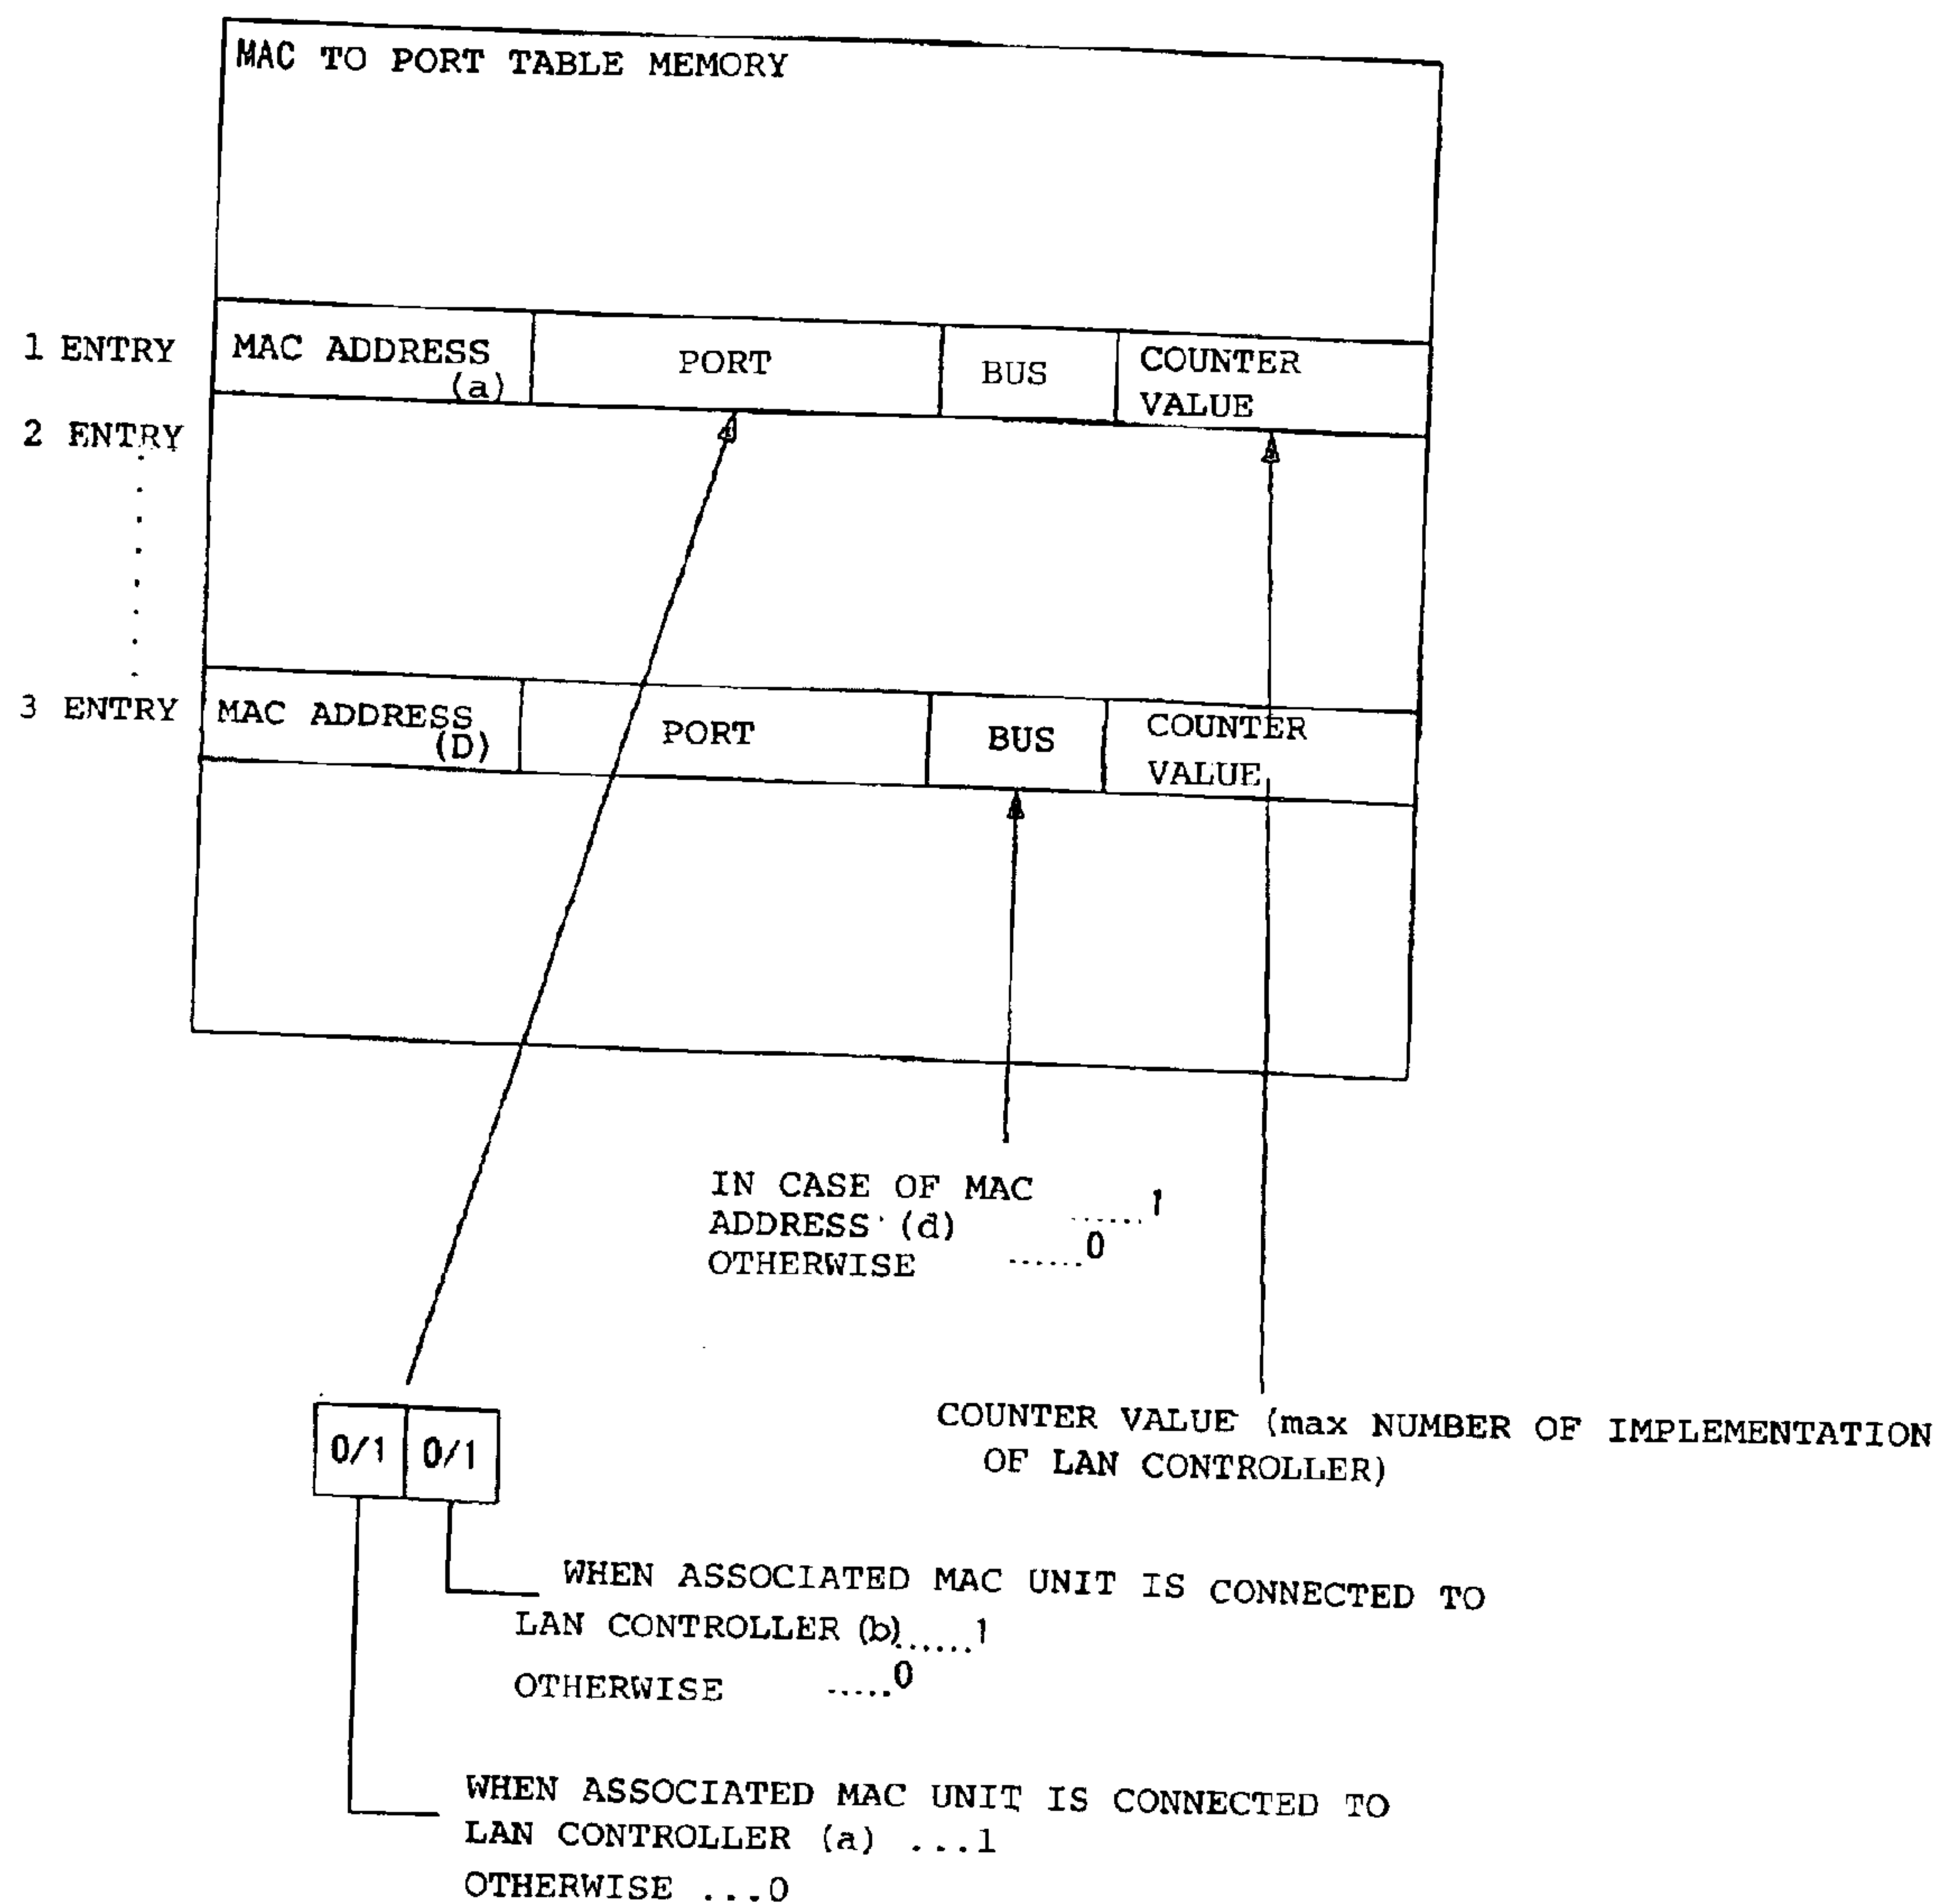 MAC TO PORT TABLE MEMORY
1 ENTRY
MAC ADDRESS
(a)
PORT
BUS
COUNTER
VALUE
2 ENTRY
3 ENTRY
MAC ADDRESS
(D)
PORT
BUS
COUNTER
VALUE
IN CASE OF MAC
ADDRESS (d) ......1
OTHERWISE ......0
0/1 0/1
COUNTER VALUE (max NUMBER OF IMPLEMENTATION
OF LAN CONTROLLER)
WHEN ASSOCIATED MAC UNIT IS CONNECTED TO
LAN CONTROLLER (b)......1
OTHERWISE .....0
WHEN ASSOCIATED MAC UNIT IS CONNECTED TO
LAN CONTROLLER (a) ...1
OTHERWISE ...0